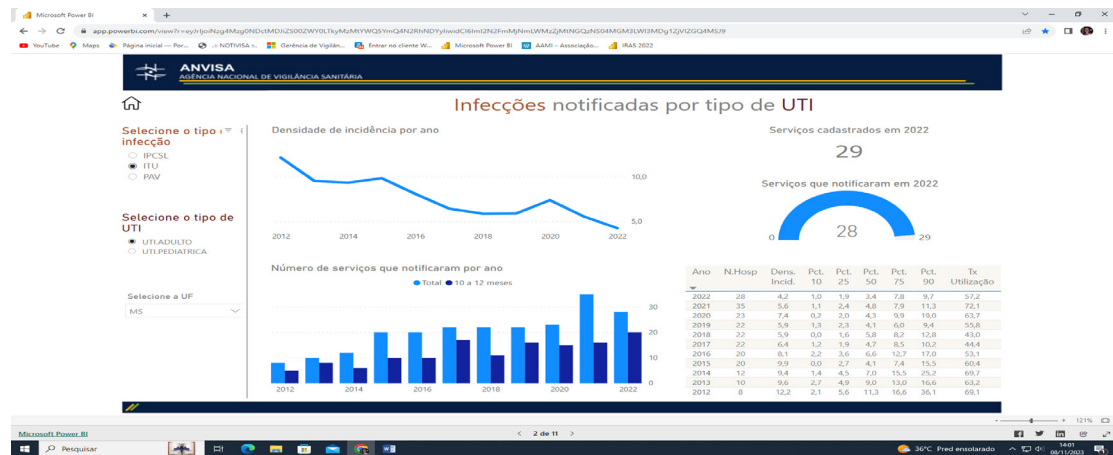 Microsoft Power BI
app.powerbi.com
YouTube
Maps
Página inicial — Por...
.:: NOTIVISA ::.
Gerência de Vigilân...
Entrar no cliente W...
Microsoft Power BI
AAMI – Associação...
IRAS 2022
ANVISA
AGÊNCIA NACIONAL DE VIGILÂNCIA SANITÁRIA
Infecções notificadas por tipo de UTI
Selecione o tipo
infecção
IPCSL
ITU
PAV
Selecione o tipo de
UTI
UTI.ADULTO
UTI.PEDIATRICA
Selecione a UF
MS
Densidade de incidência por ano
10,0
5,0
2012 2014 2016 2018 2020 2022
Número de serviços que notificaram por ano
Total 10 a 12 meses
30
20
10
0
2012 2014 2016 2018 2020 2022
Serviços cadastrados em 2022
29
Serviços que notificaram em 2022
0 28 29
Ano N.Hosp Dens. Incid. Pct. 10 Pct. 25 Pct. 50 Pct. 75 Pct. 90 Tx Utilização
2022 28 4,2 1,0 1,9 3,4 7,8 9,7 57,2
2021 35 5,6 1,1 2,4 4,8 7,9 11,3 72,1
2020 23 7,4 0,2 2,0 4,3 9,9 19,0 63,7
2019 22 5,9 1,3 2,3 4,1 6,0 9,4 55,8
2018 22 5,9 0,0 1,6 5,8 8,2 12,8 43,0
2017 22 6,4 1,2 1,9 4,7 8,5 10,2 44,4
2016 20 8,1 2,2 3,6 6,6 12,7 17,0 53,1
2015 20 9,9 0,0 2,7 4,1 7,4 15,5 60,4
2014 12 9,4 1,4 4,5 7,0 15,5 25,2 69,7
2013 10 9,6 2,7 4,9 9,0 13,0 16,6 63,2
2012 8 12,2 2,1 5,6 11,3 16,6 36,1 69,1
121%
Microsoft Power BI
2 de 11
Pesquisar
36°C Pred ensolarado
14:01
08/11/2023